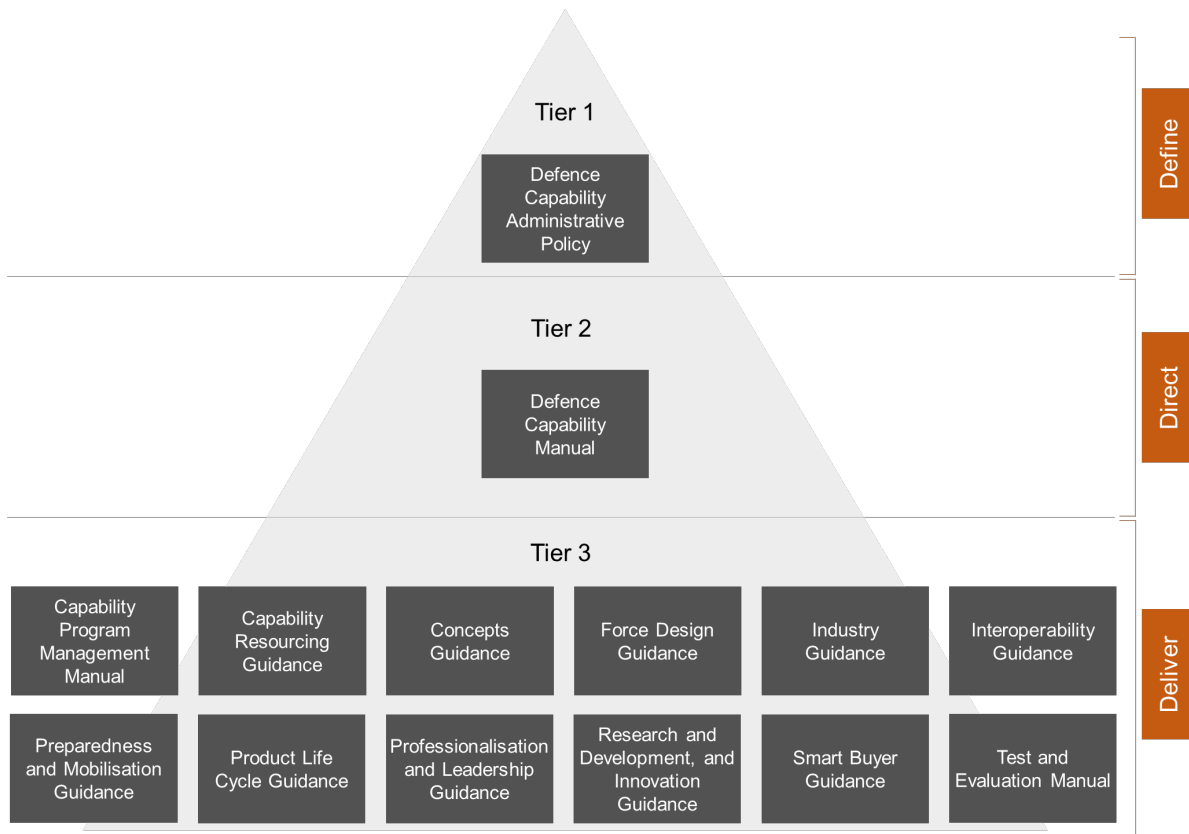 Tier 1
Defence
Capability
Administrative
Policy
Define
Tier 2
Defence
Capability
Manual
Direct
Tier 3
Capability
Program
Management
Manual
Capability
Resourcing
Guidance
Concepts
Guidance
Force Design
Guidance
Industry
Guidance
Interoperability
Guidance
Preparedness
and Mobilisation
Guidance
Product Life
Cycle Guidance
Professionalisation
and Leadership
Guidance
Research and
Development, and
Innovation
Guidance
Smart Buyer
Guidance
Test and
Evaluation Manual
Deliver